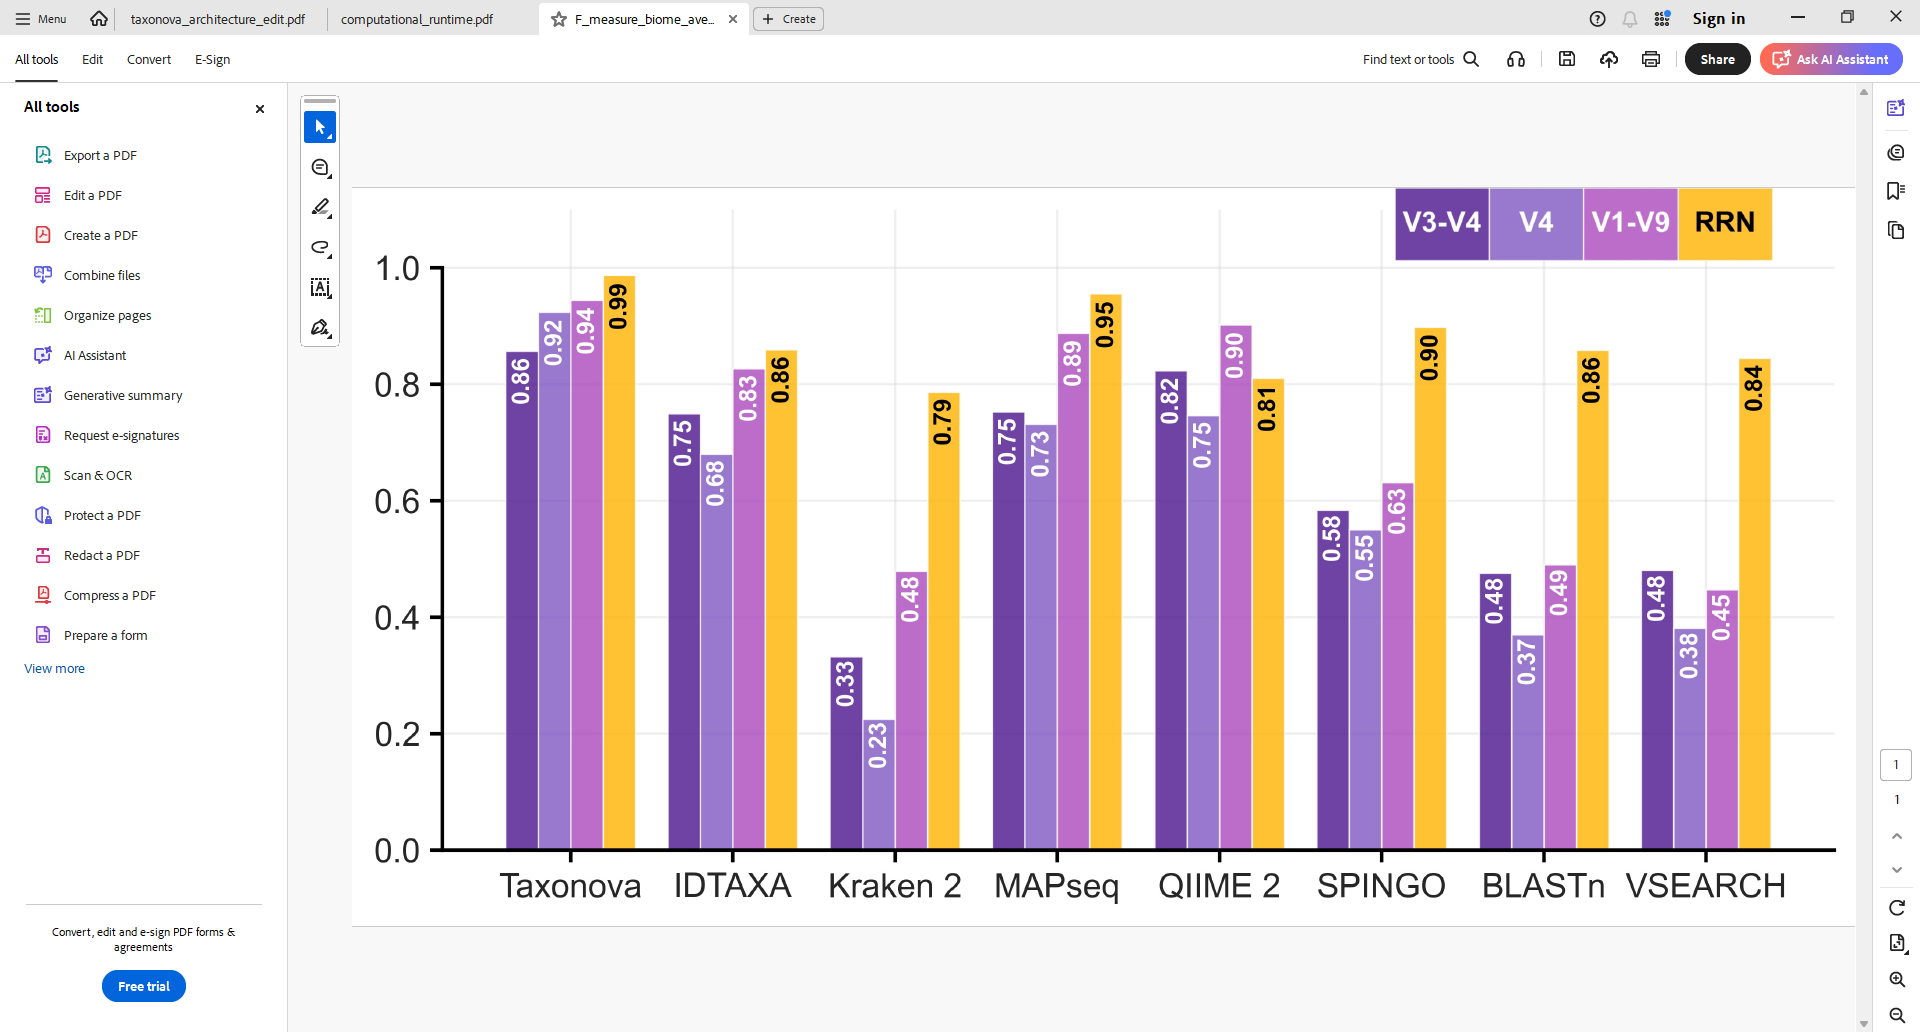 Menu
taxonova_architecture_edit.pdf
computational_runtime.pdf
F_measure_biome_ave...
Create
Sign in
All tools
Edit
Convert
E-Sign
Find text or tools
Share
Ask AI Assistant
All tools
Export a PDF
Edit a PDF
Create a PDF
Combine files
Organize pages
AI Assistant
Generative summary
Request e-signatures
Scan & OCR
Protect a PDF
Redact a PDF
Compress a PDF
Prepare a form
View more
Convert, edit and e-sign PDF forms &
agreements
Free trial
V3-V4 V4 V1-V9 RRN
1.0
0.8
0.6
0.4
0.2
0.0
0.86 0.92 0.94 0.99
0.75 0.68 0.83 0.86
0.33 0.23 0.48 0.79
0.75 0.73 0.89 0.95
0.82 0.75 0.90 0.81
0.58 0.55 0.63 0.90
0.48 0.37 0.49 0.86
0.48 0.38 0.45 0.84
Taxonova IDTAXA Kraken 2 MAPseq QIIME 2 SPINGO BLASTn VSEARCH
1
1